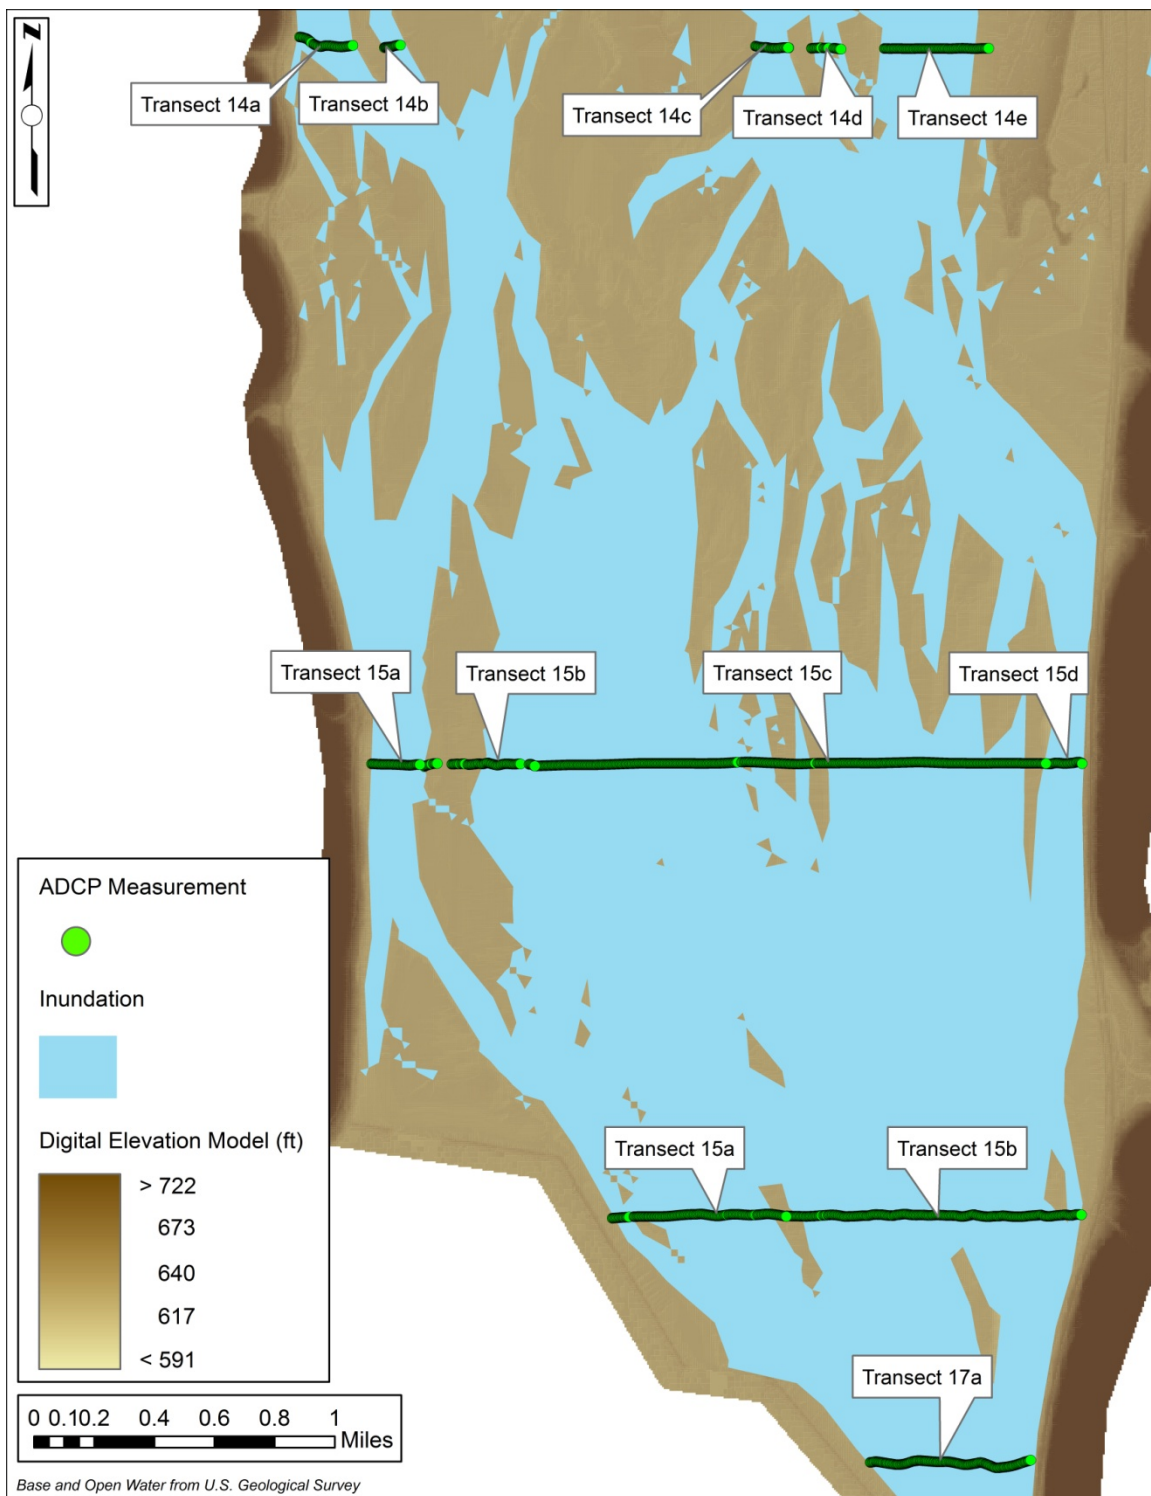 N
Transect 14a
Transect 14b
Transect 14c
Transect 14d
Transect 14e
Transect 15a
Transect 15b
Transect 15c
Transect 15d
Transect 15a
Transect 15b
Transect 17a
ADCP Measurement
Inundation
Digital Elevation Model (ft)
> 722
673
640
617
< 591
0 0.10.2 0.4 0.6 0.8 1
Miles
Base and Open Water from U.S. Geological Survey